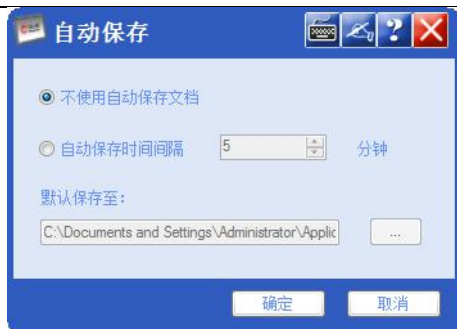 自动保存
不使用自动保存文档
自动保存时间间隔 5 分钟
默认保存至:
C:\Documents and Settings\Administrator\Applic ...
确定 取消